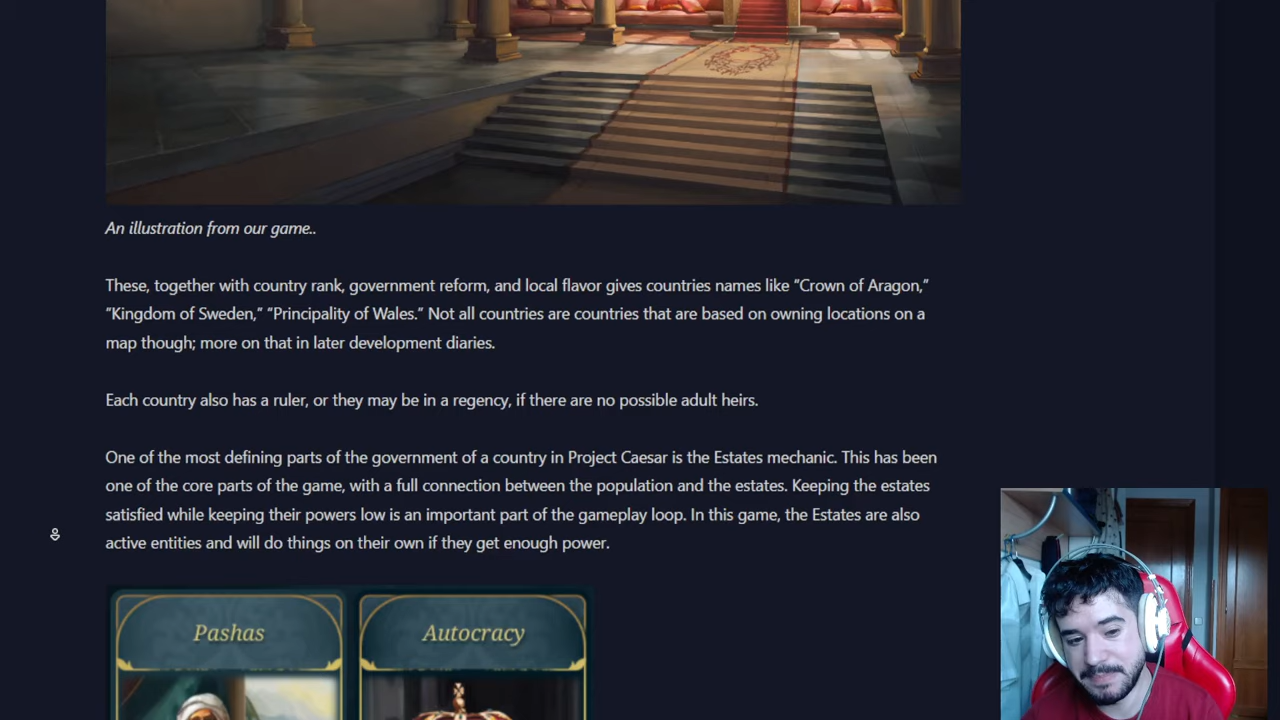 An illustration from our game..
These, together with country rank, government reform, and local flavor gives countries names like “Crown of Aragon,”
“Kingdom of Sweden,” “Principality of Wales.” Not all countries are countries that are based on owning locations on a
map though; more on that in later development diaries.
Each country also has a ruler, or they may be in a regency, if there are no possible adult heirs.
One of the most defining parts of the government of a country in Project Caesar is the Estates mechanic. This has been
one of the core parts of the game, with a full connection between the population and the estates. Keeping the estates
satisfied while keeping their powers low is an important part of the gameplay loop. In this game, the Estates are also
active entities and will do things on their own if they get enough power.
Pashas
Autocracy